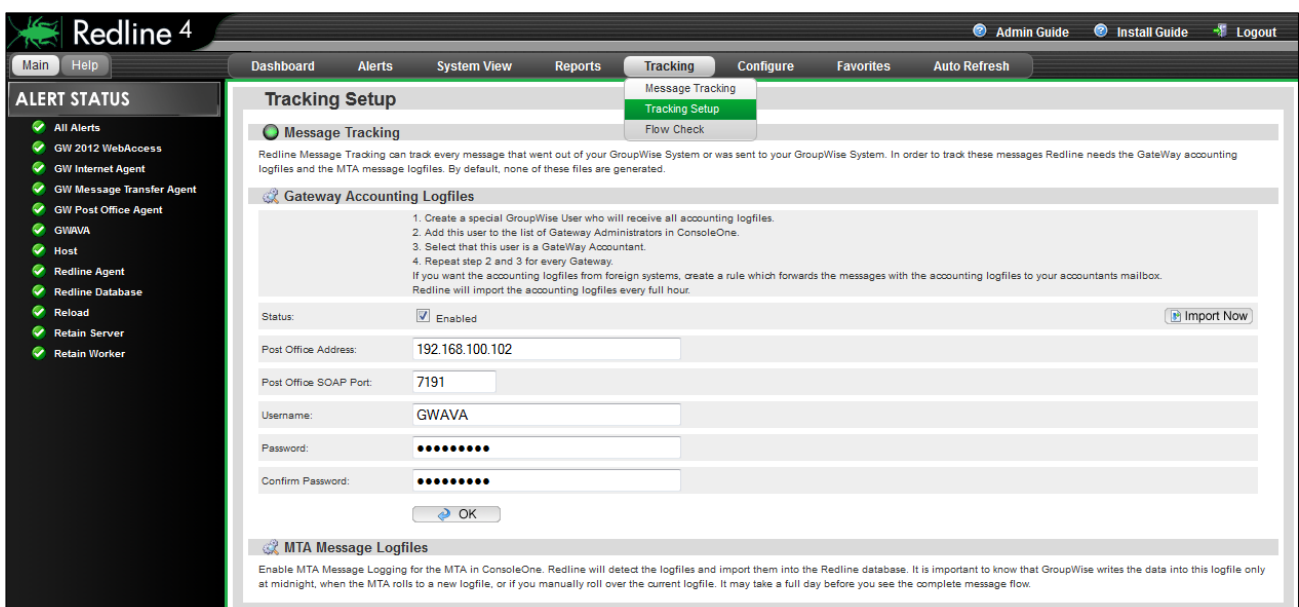 Redline 4
Admin Guide Install Guide Logout
Main Help
Dashboard Alerts System View Reports Tracking Configure Favorites Auto Refresh
Message Tracking
Tracking Setup
Flow Check
ALERT STATUS
All Alerts
GW 2012 WebAccess
GW Internet Agent
GW Message Transfer Agent
GW Post Office Agent
GWAVA
Host
Redline Agent
Redline Database
Reload
Retain Server
Retain Worker
Tracking Setup
Message Tracking
Redline Message Tracking can track every message that went out of your GroupWise System or was sent to your GroupWise System. In order to track these messages Redline needs the GateWay accounting
logfiles and the MTA message logfiles. By default, none of these files are generated.
Gateway Accounting Logfiles
1. Create a special GroupWise User who will receive all accounting logfiles.
2. Add this user to the list of Gateway Administrators in ConsoleOne.
3. Select that this user is a GateWay Accountant.
4. Repeat step 2 and 3 for every Gateway.
If you want the accounting logfiles from foreign systems, create a rule which forwards the messages with the accounting logfiles to your accountants mailbox.
Redline will import the accounting logfiles every full hour.
Status: Enabled Import Now
Post Office Address: 192.168.100.102
Post Office SOAP Port: 7191
Username: GWAVA
Password: ●●●●●●●●●
Confirm Password: ●●●●●●●●●
OK
MTA Message Logfiles
Enable MTA Message Logging for the MTA in ConsoleOne. Redline will detect the logfiles and import them into the Redline database. It is important to know that GroupWise writes the data into this logfile only
at midnight, when the MTA rolls to a new logfile, or if you manually roll over the current logfile. It may take a full day before you see the complete message flow.